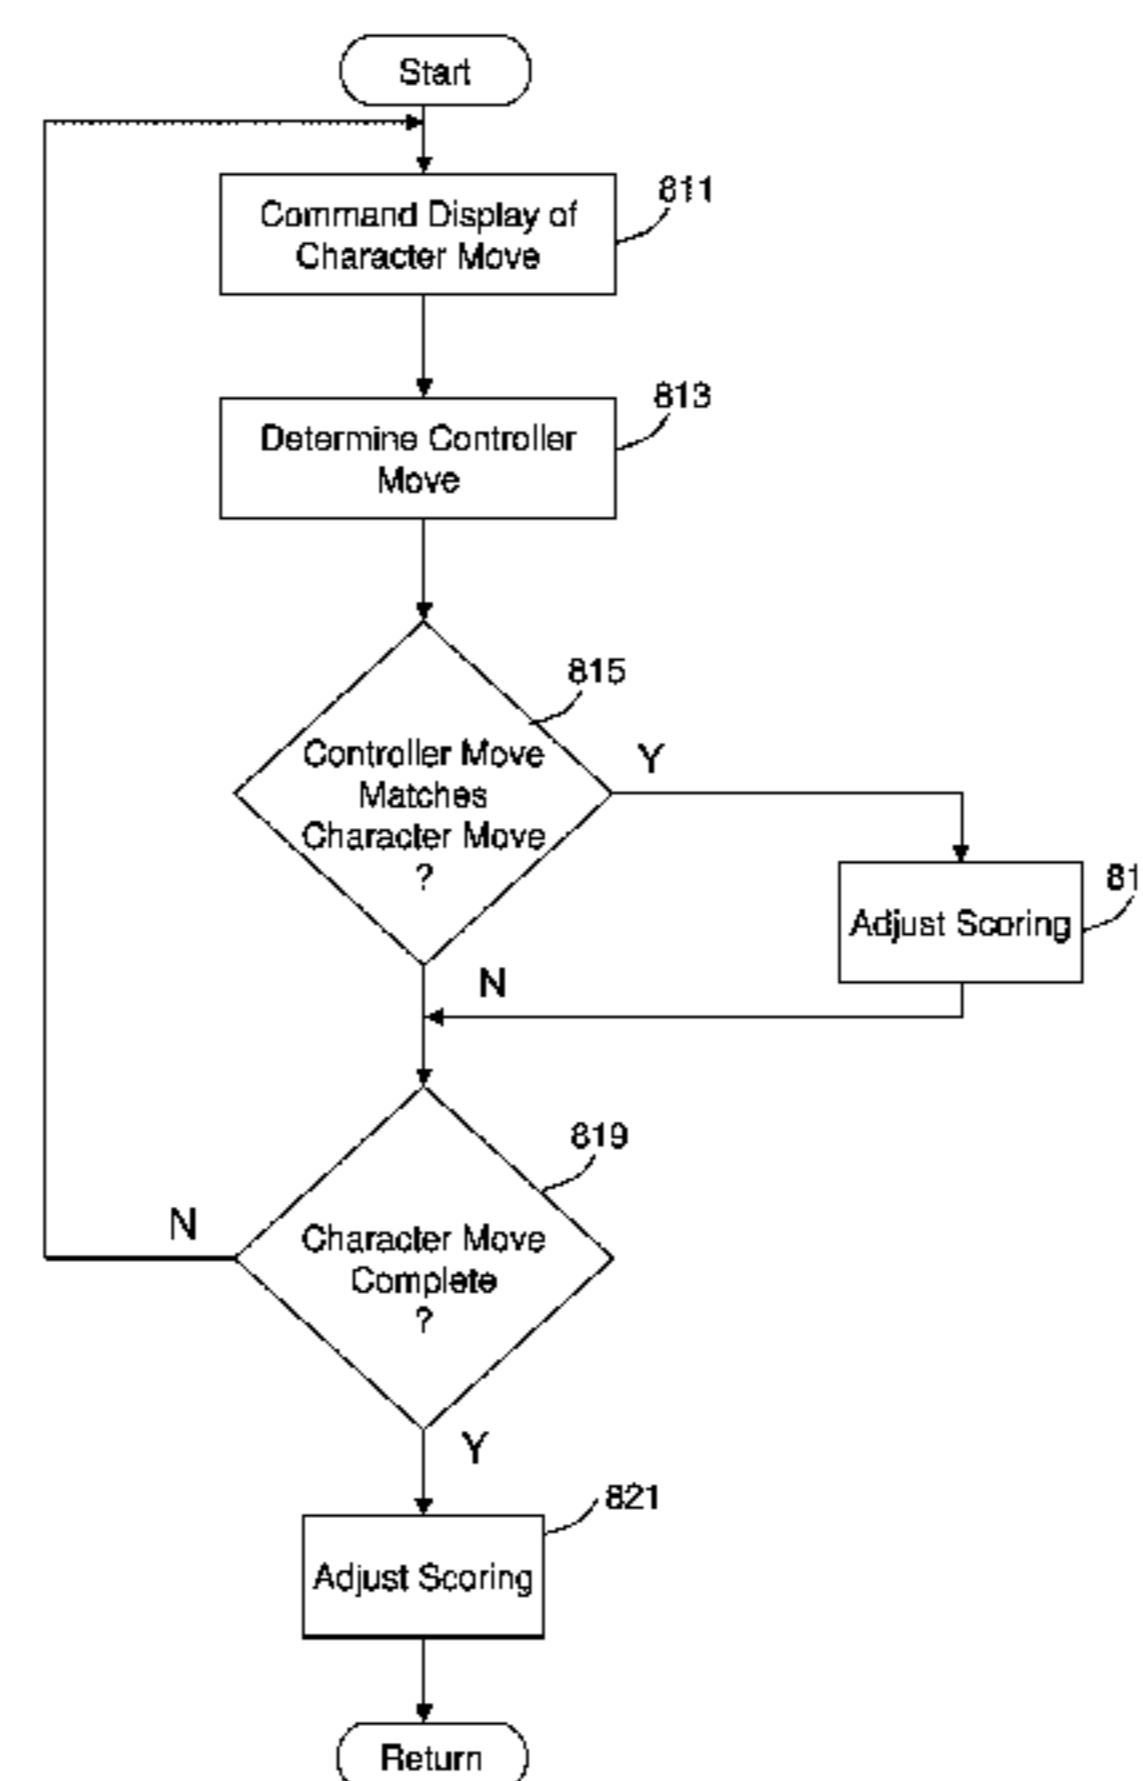 Start
Command Display of
Character Move
811
Determine Controller
Move
813
815
Controller Move
Matches
Character Move
?
Y
Adjust Scoring
81
N
819
Character Move
Complete
?
N
Y
821
Adjust Scoring
Return